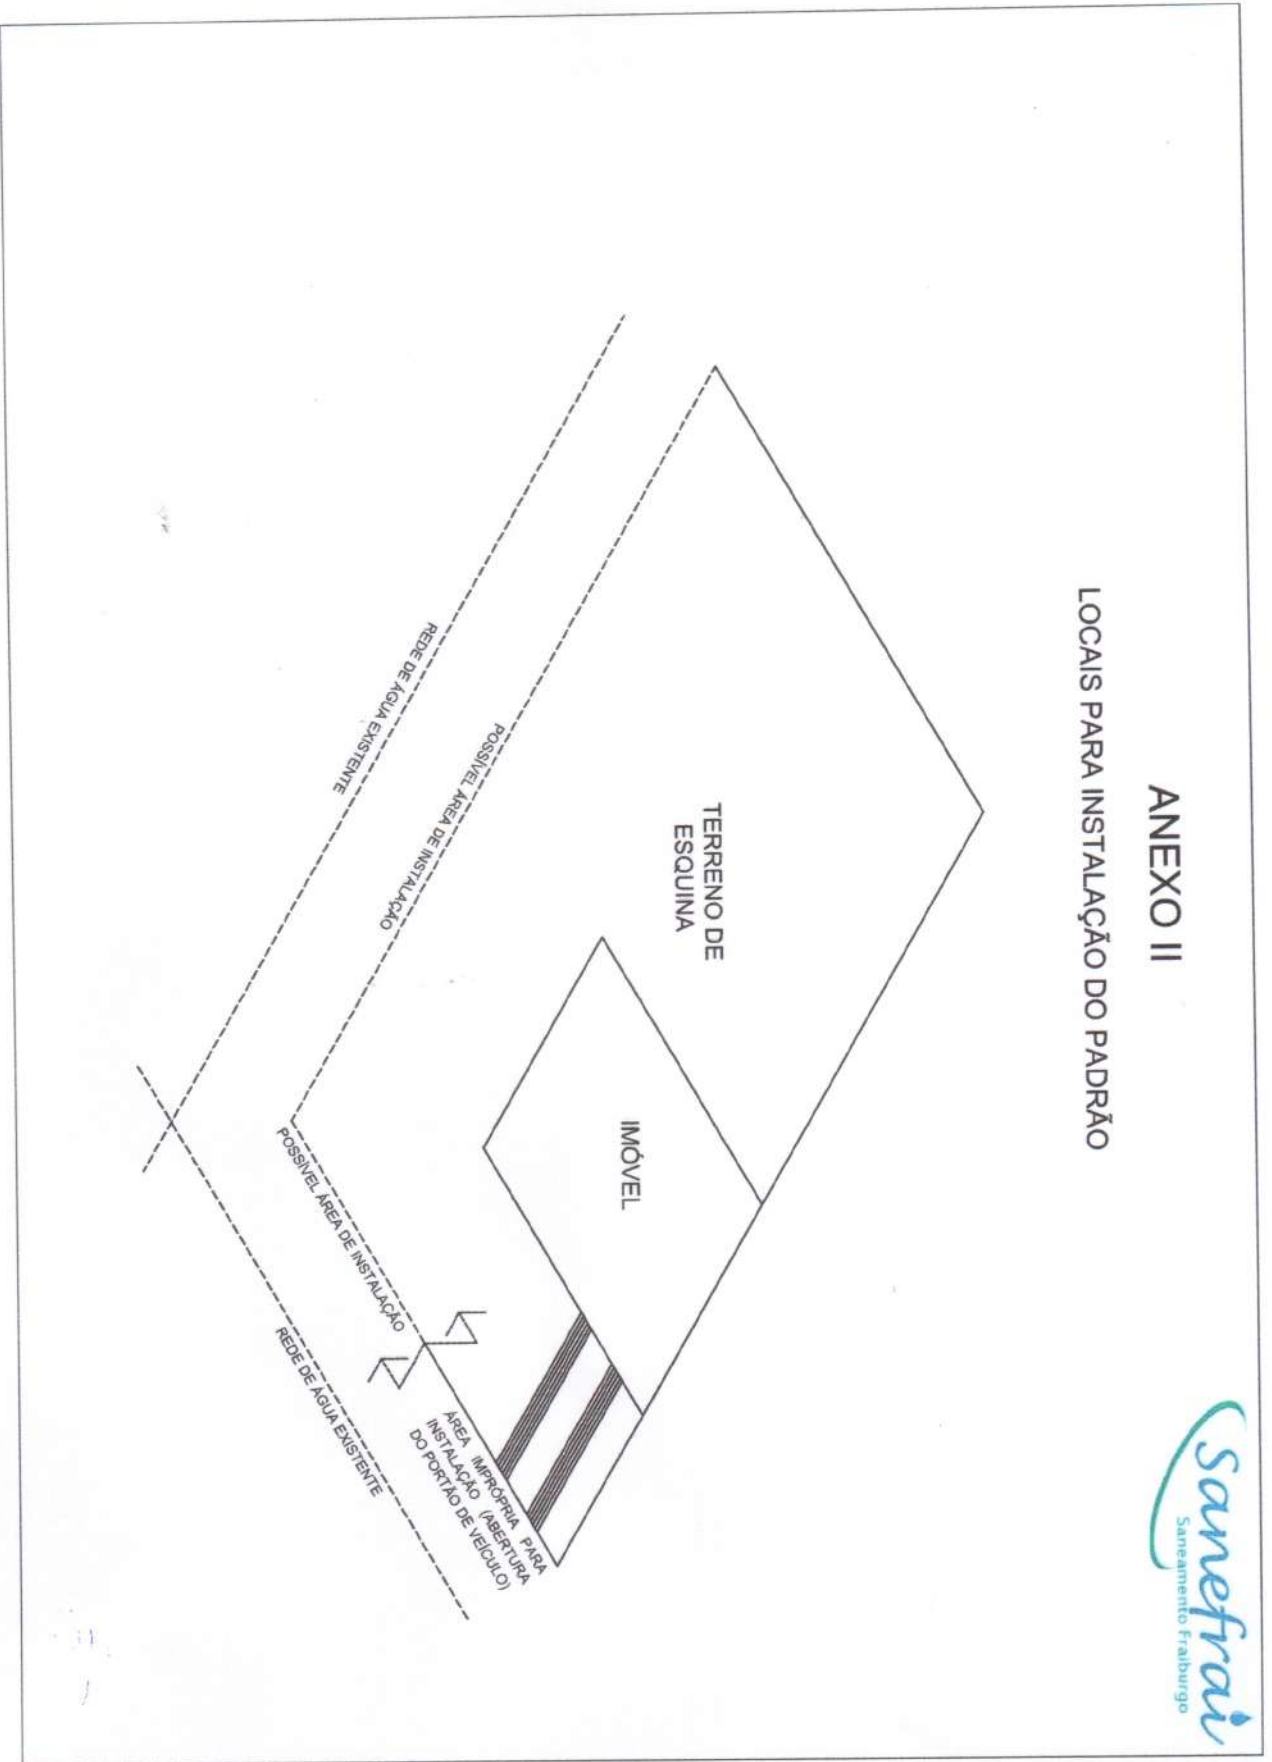 Sanefrai
Saneamento Fraiburgo
ANEXO II
LOCAIS PARA INSTALAÇÃO DO PADRÃO
TERRENO DE
ESQUINA
IMÓVEL
POSSÍVEL ÁREA DE INSTALAÇÃO
REDE DE ÁGUA EXISTENTE
POSSÍVEL ÁREA DE INSTALAÇÃO
REDE DE ÁGUA EXISTENTE
ÁREA IMPRÓPRIA PARA
INSTALAÇÃO (ABERTURA
DO PORTÃO DE VEÍCULO)